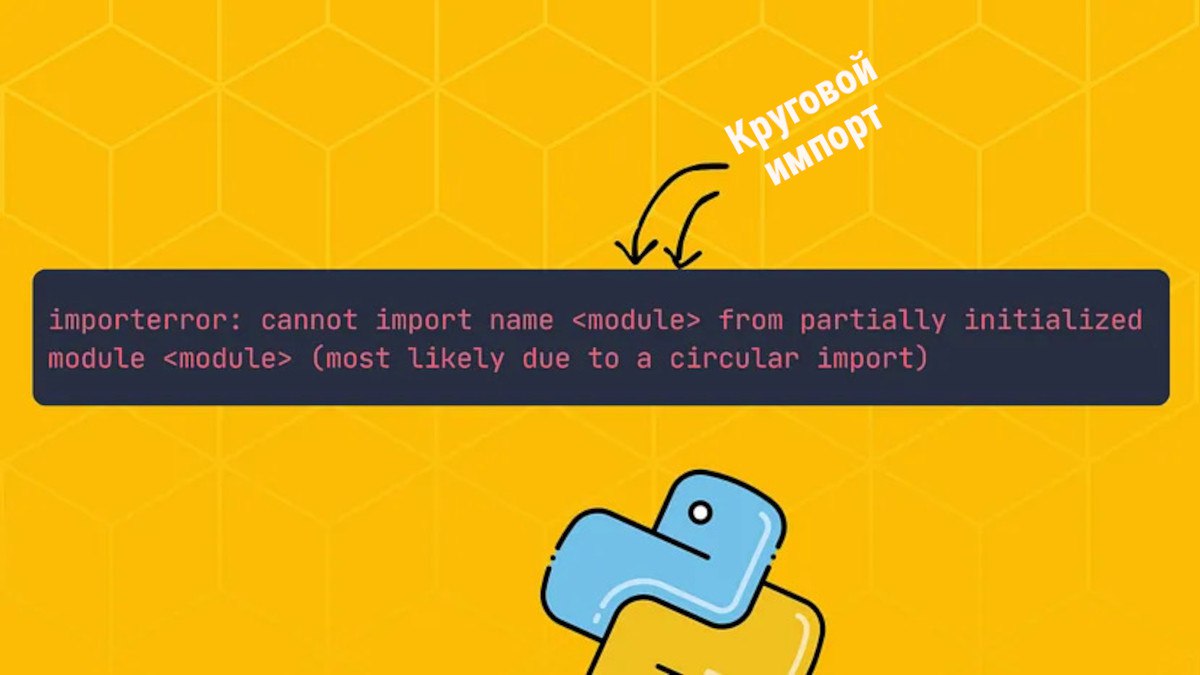 Круговой
импорт
importerror: cannot import name <module> from partially initialized
module <module> (most likely due to a circular import)